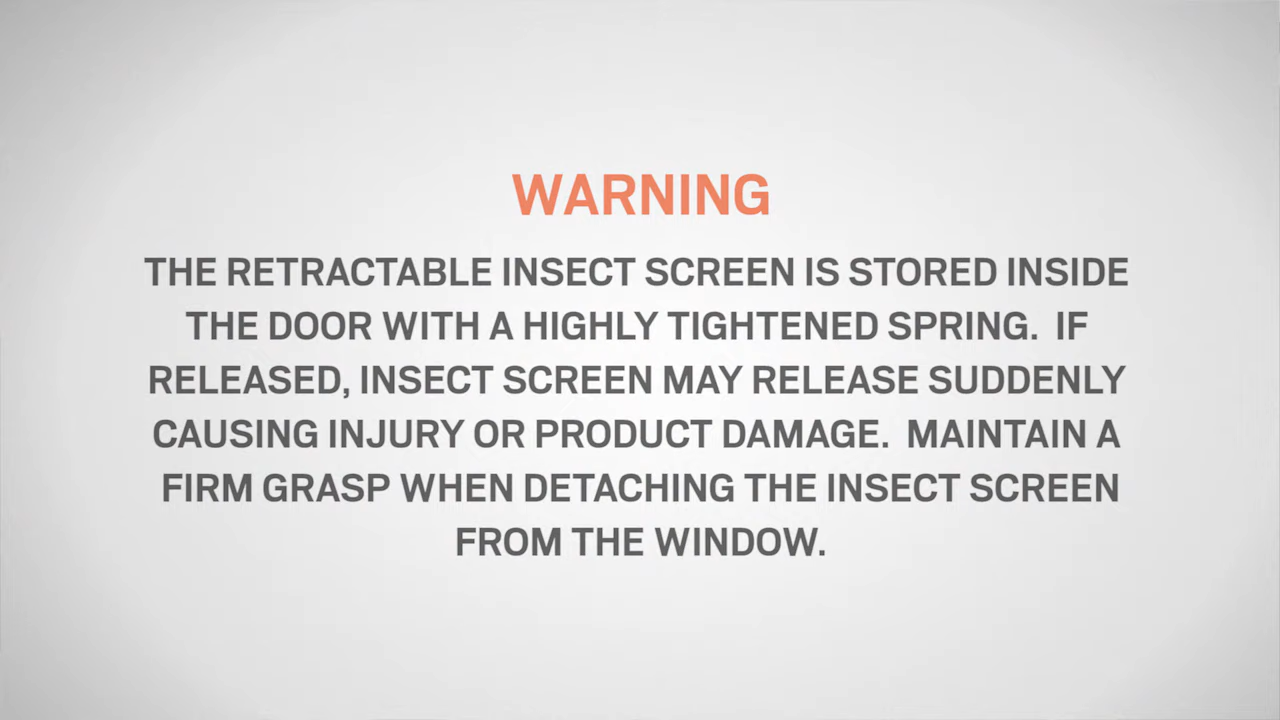 WARNING
THE RETRACTABLE INSECT SCREEN IS STORED INSIDE
THE DOOR WITH A HIGHLY TIGHTENED SPRING.  IF
RELEASED, INSECT SCREEN MAY RELEASE SUDDENLY
CAUSING INJURY OR PRODUCT DAMAGE.  MAINTAIN A
FIRM GRASP WHEN DETACHING THE INSECT SCREEN
FROM THE WINDOW.